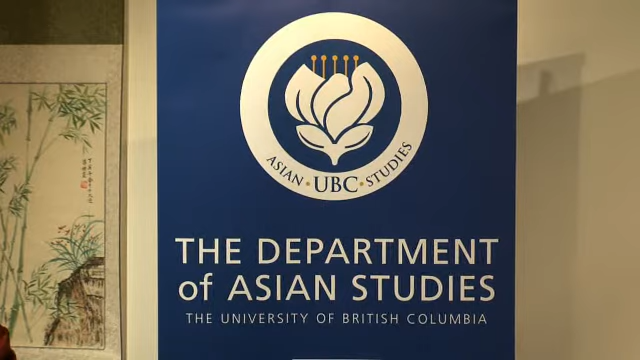 ASIAN • UBC • STUDIES
THE DEPARTMENT
of ASIAN STUDIES
THE UNIVERSITY OF BRITISH COLUMBIA